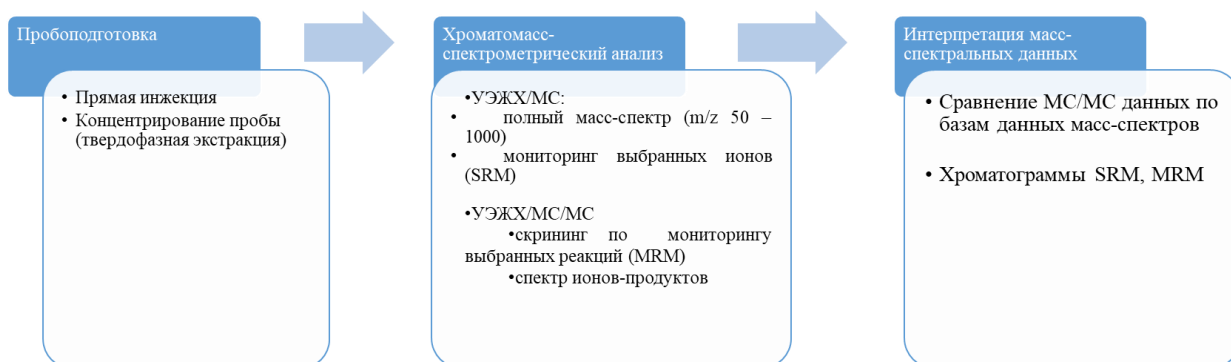 Пробоподготовка
• Прямая инжекция
• Концентрирование пробы
(твердофазная экстракция)
Хроматомасс-
спектрометрический анализ
•УЭЖХ/МС:
• полный масс-спектр (m/z 50 –
1000)
• мониторинг выбранных ионов
(SRM)
•УЭЖХ/МС/МС
•скрининг по мониторингу
выбранных реакций (MRM)
•спектр ионов-продуктов
Интерпретация масс-
спектральных данных
• Сравнение МС/МС данных по
базам данных масс-спектров
• Хроматограммы SRM, MRM